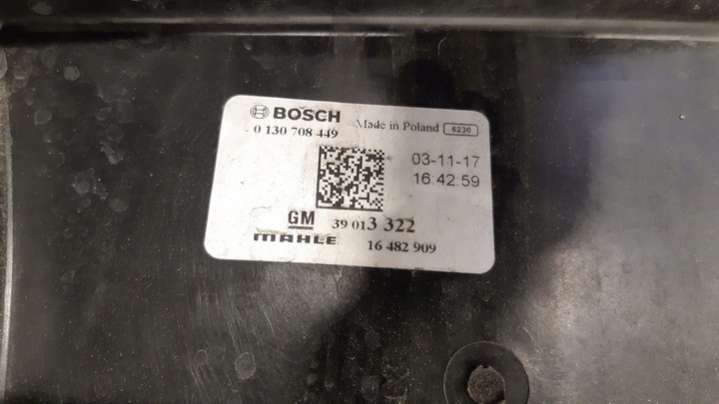 BOSCH Made in Poland 6230
0 130 708 449
03-11-17
16:42:59
GM 39 013 322
MAHLE 16 482 909